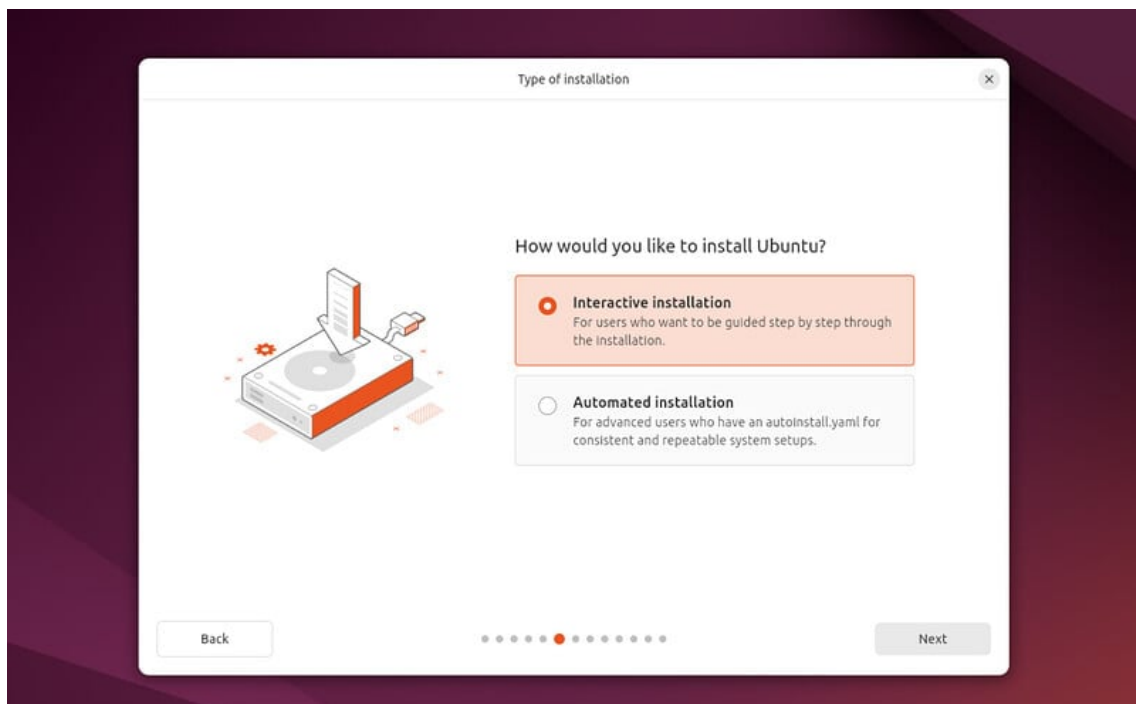 Type of installation
How would you like to install Ubuntu?
Interactive installation
For users who want to be guided step by step through
the installation.
Automated installation
For advanced users who have an autoinstall.yaml for
consistent and repeatable system setups.
Back
Next